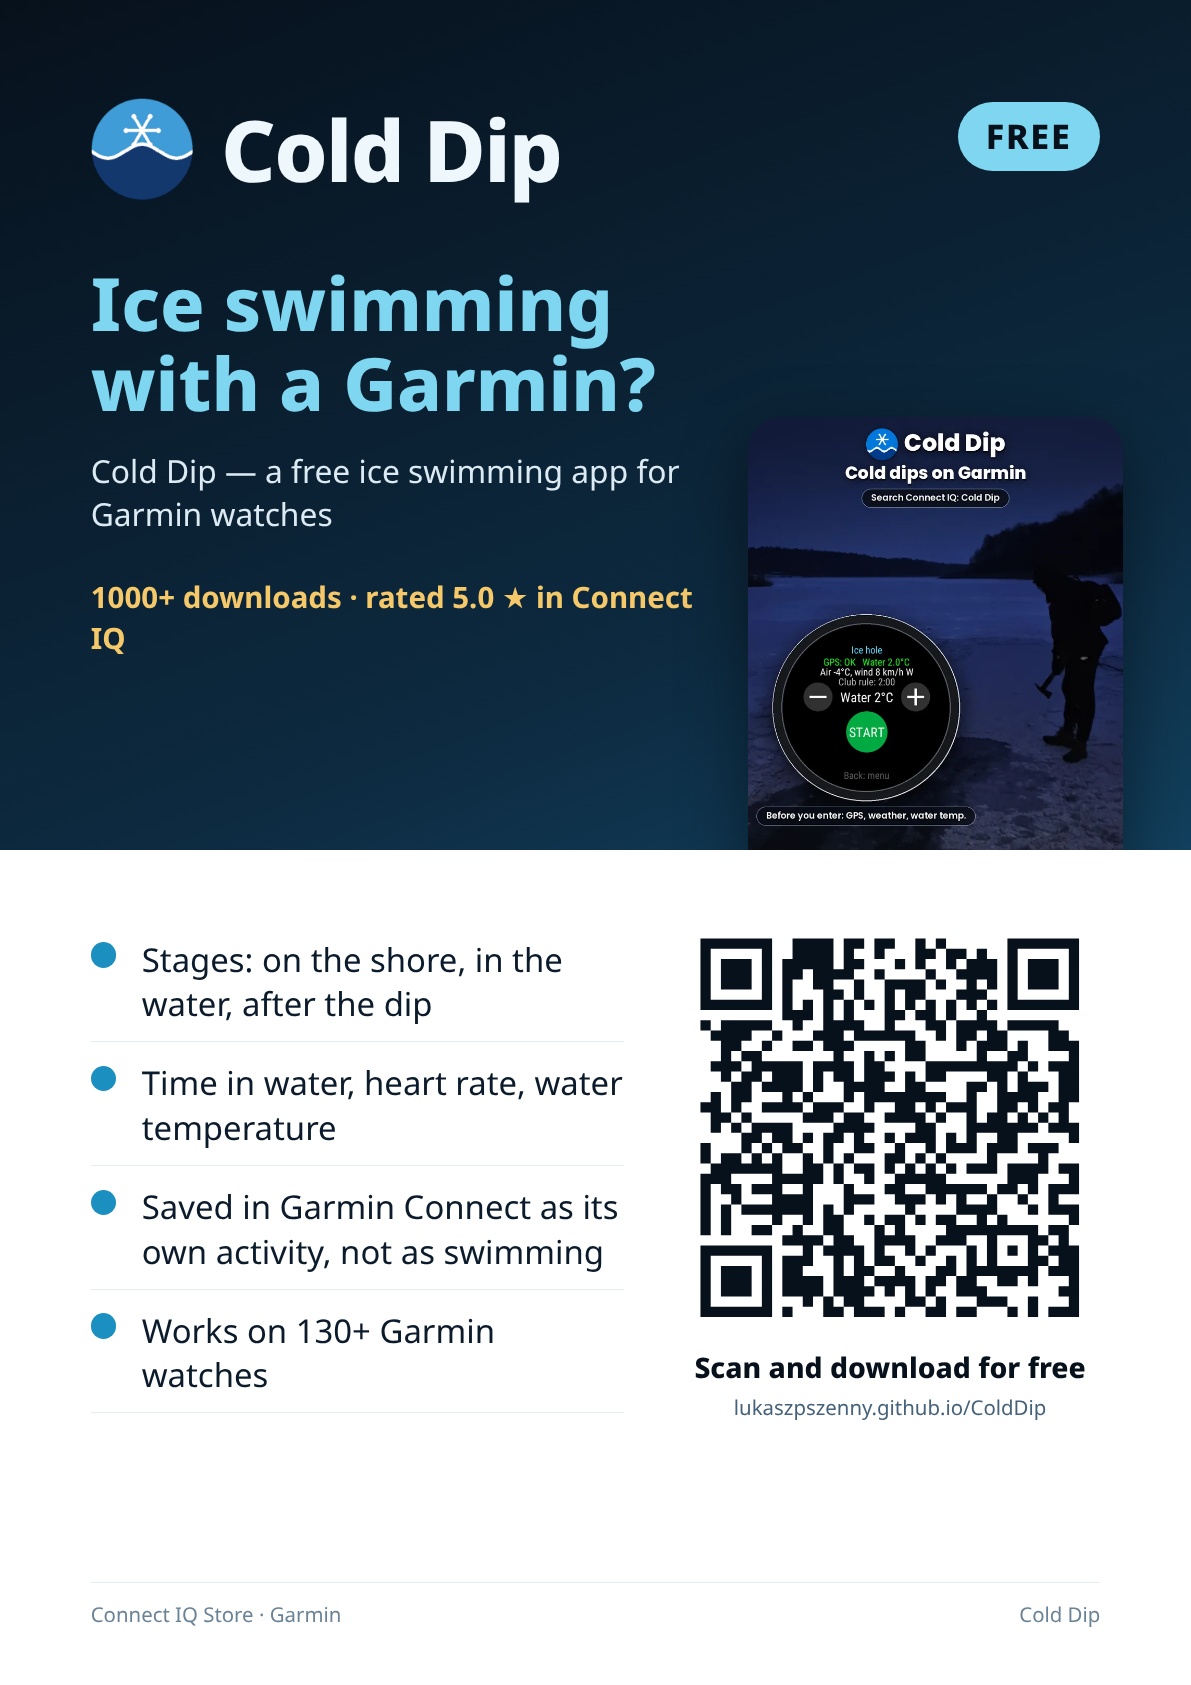 Cold Dip
FREE
Ice swimming
with a Garmin?
Cold Dip — a free ice swimming app for
Garmin watches
1000+ downloads · rated 5.0 ★ in Connect
IQ
Cold Dip
Cold dips on Garmin
Search Connect IQ: Cold Dip
Ice hole
GPS: OK Water 2.0°C
Air -4°C, wind 8 km/h W
Club rule: 2:00
− Water 2°C +
START
Back: menu
Before you enter: GPS, weather, water temp.
Stages: on the shore, in the
water, after the dip
Time in water, heart rate, water
temperature
Saved in Garmin Connect as its
own activity, not as swimming
Works on 130+ Garmin
watches
Scan and download for free
lukaszpszenny.github.io/ColdDip
Connect IQ Store · Garmin
Cold Dip